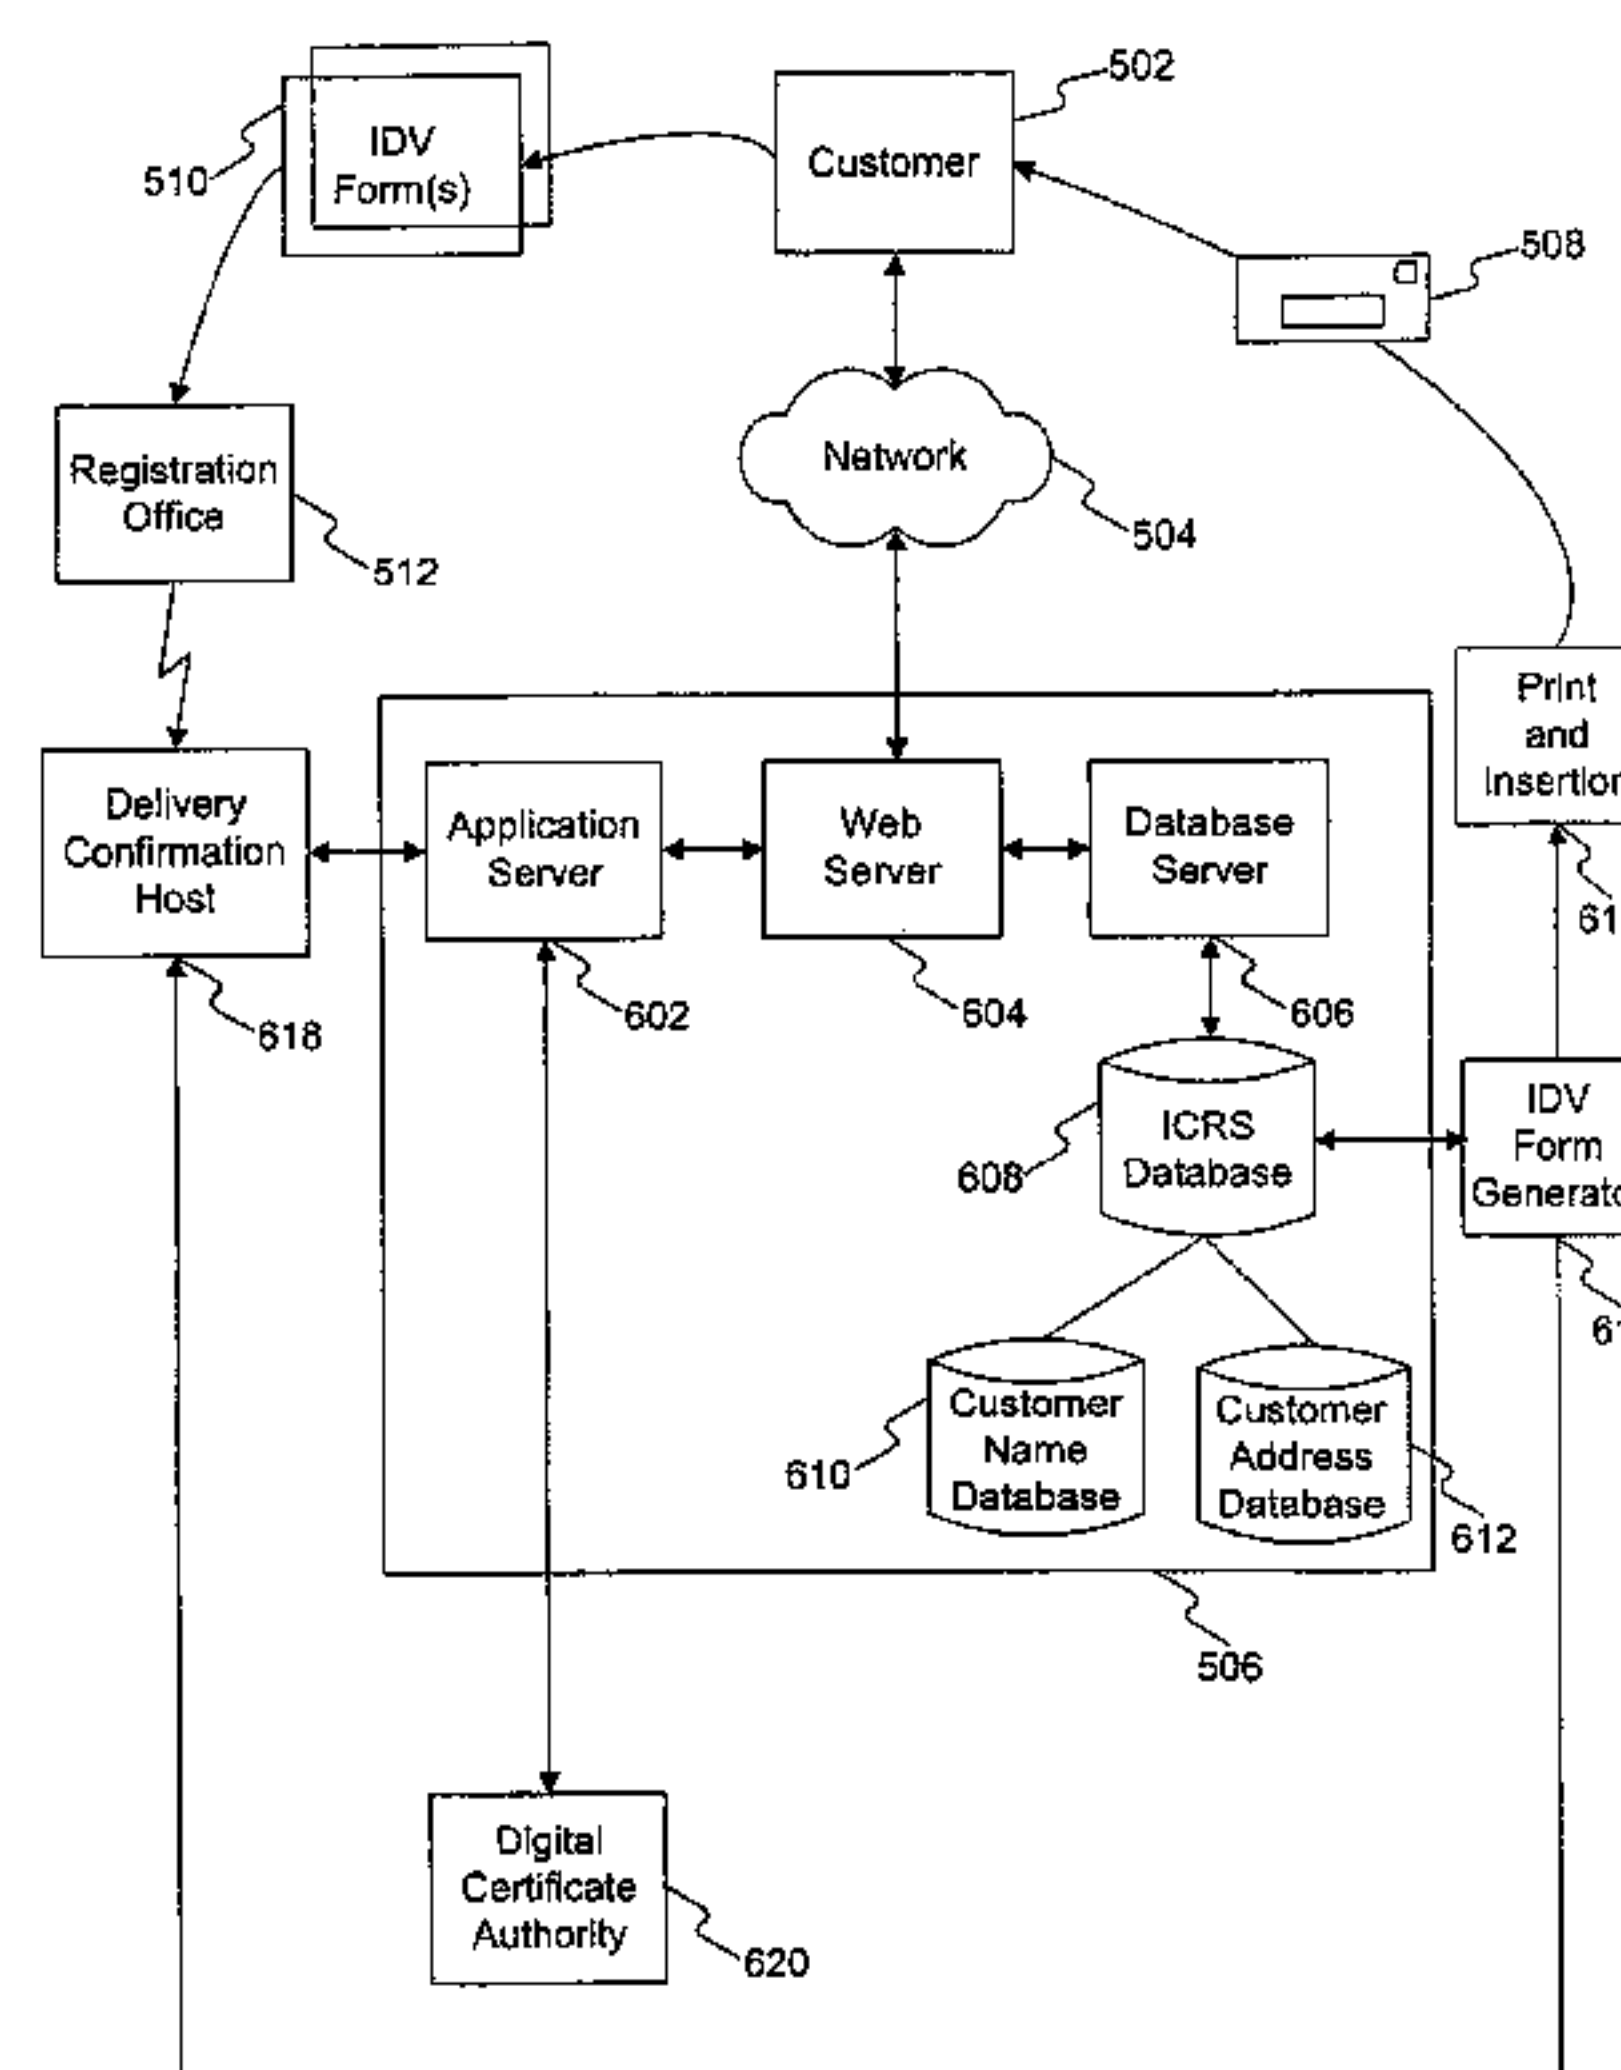 502
IDV
Form(s)
Customer
510
508
Registration
Office
Network
504
512
Print
and
Insertion
Delivery
Confirmation
Host
Application
Server
Web
Server
Database
Server
61
618
602
604
606
ICRS
Database
608
IDV
Form
Generato
61
Customer
Name
Database
610
Customer
Address
Database
612
506
Digital
Certificate
Authority
620